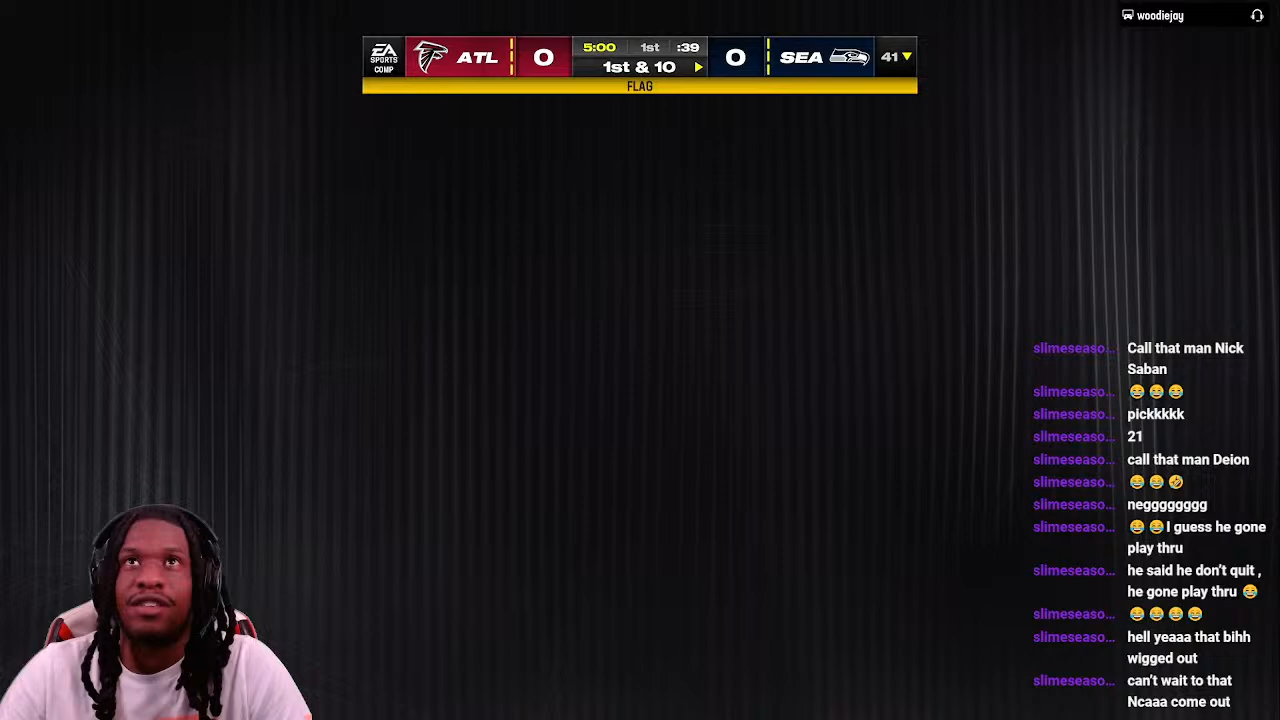 woodiejay
EA SPORTS COMP
ATL 0 5:00 1st :39 0 SEA 41
1st & 10
FLAG
slimeseaso... Call that man Nick
Saban
slimeseaso... 😂 😂 😂
slimeseaso... pickkkkk
slimeseaso... 21
slimeseaso... call that man Deion
slimeseaso... 😂 😂 🤣
slimeseaso... neggggggg
slimeseaso... 😂 😂 I guess he gone
play thru
slimeseaso... he said he don't quit ,
he gone play thru 😂
slimeseaso... 😂 😂 😂 😂
slimeseaso... hell yeaaa that bihh
wigged out
slimeseaso... can't wait to that
Ncaaa come out